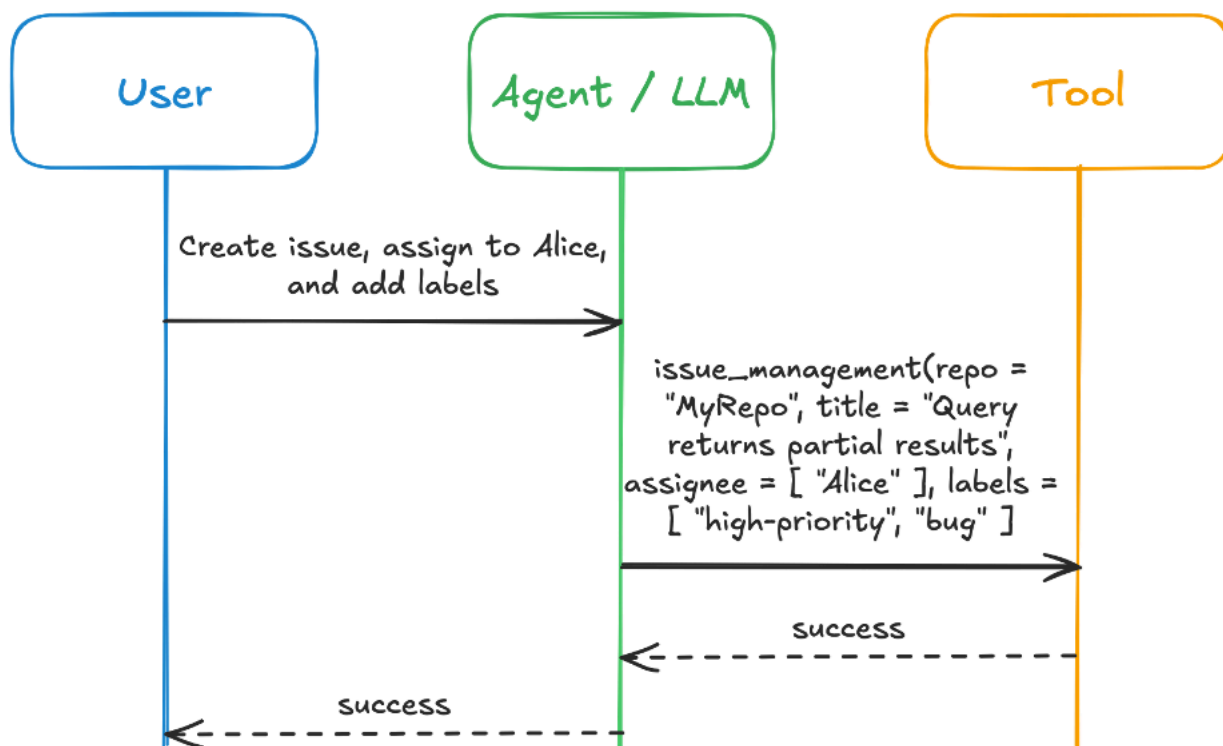 User
Agent / LLM
Tool
Create issue, assign to Alice,
and add labels
issue_management(repo =
"MyRepo", title = "Query
returns partial results",
assignee = [ "Alice" ], labels =
[ "high-priority", "bug" ]
success
success